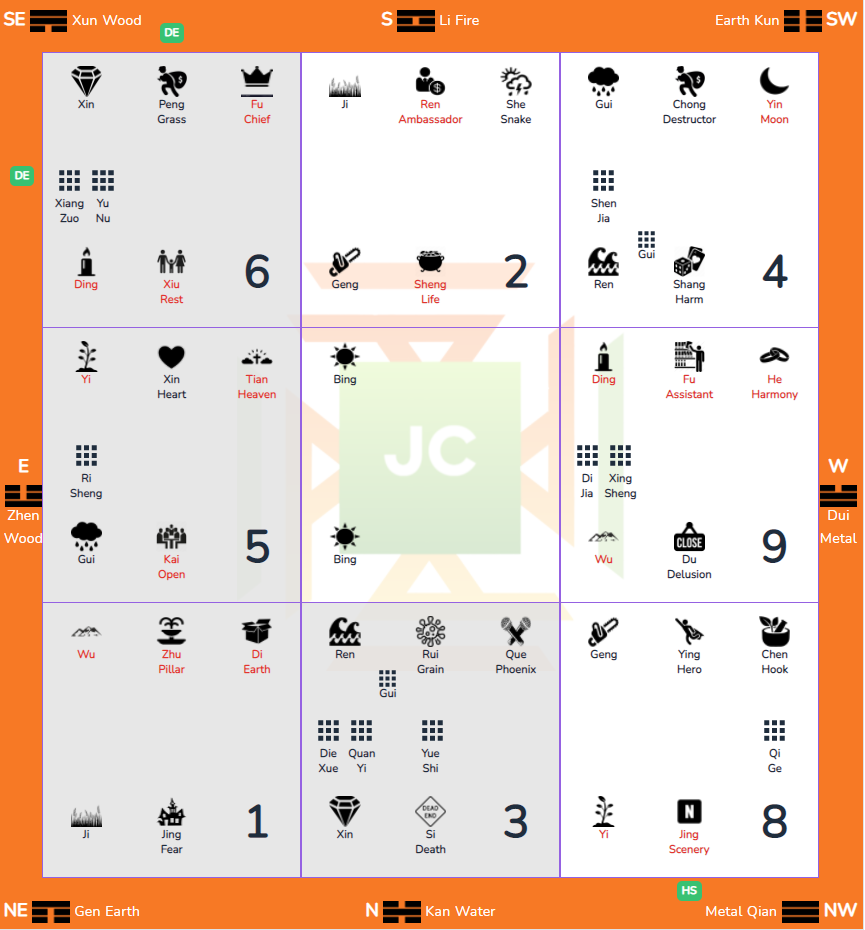 SE Xun Wood S Li Fire Earth Kun SW
DE
Xin Peng Fu Ji Ren She Gui Chong Yin
Grass Chief Ambassador Snake Destructor Moon
DE
Xiang Yu Shen
Zuo Nu Jia
Gui
Ding Xiu 6 Geng Sheng 2 Ren Shang 4
Rest Life Harm
Yi Xin Tian Bing Ding Fu He
Heart Heaven Assistant Harmony
JC
E W
Ri Di Xing
Sheng Jia Sheng
Zhen Dui
Wood Metal
CLOSE
Gui Kai 5 Bing Wu Du 9
Open Delusion
Wu Zhu Di Ren Rui Que Geng Ying Chen
Pillar Earth Grain Phoenix Hero Hook
Gui
Die Quan Yue Qi
Xue Yi Shi Ge
DEAD END N
Ji Jing 1 Xin Si 3 Yi Jing 8
Fear Death Scenery
HS
NE Gen Earth N Kan Water Metal Qian NW